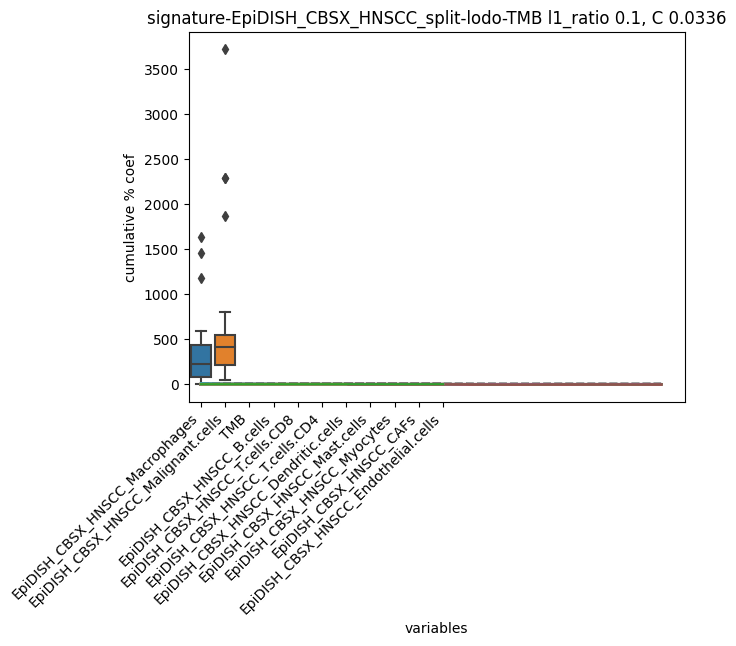 signature-EpiDISH_CBSX_HNSCC_split-lodo-TMB l1_ratio 0.1, C 0.0336
cumulative % coef
3500
3000
2500
2000
1500
1000
500
0
EpiDISH_CBSX_HNSCC_Macrophages
EpiDISH_CBSX_HNSCC_Malignant.cells
TMB
EpiDISH_CBSX_HNSCC_B.cells
EpiDISH_CBSX_HNSCC_T.cells.CD8
EpiDISH_CBSX_HNSCC_T.cells.CD4
EpiDISH_CBSX_HNSCC_Dendritic.cells
EpiDISH_CBSX_HNSCC_Mast.cells
EpiDISH_CBSX_HNSCC_Myocytes
EpiDISH_CBSX_HNSCC_CAFs
EpiDISH_CBSX_HNSCC_Endothelial.cells
variables